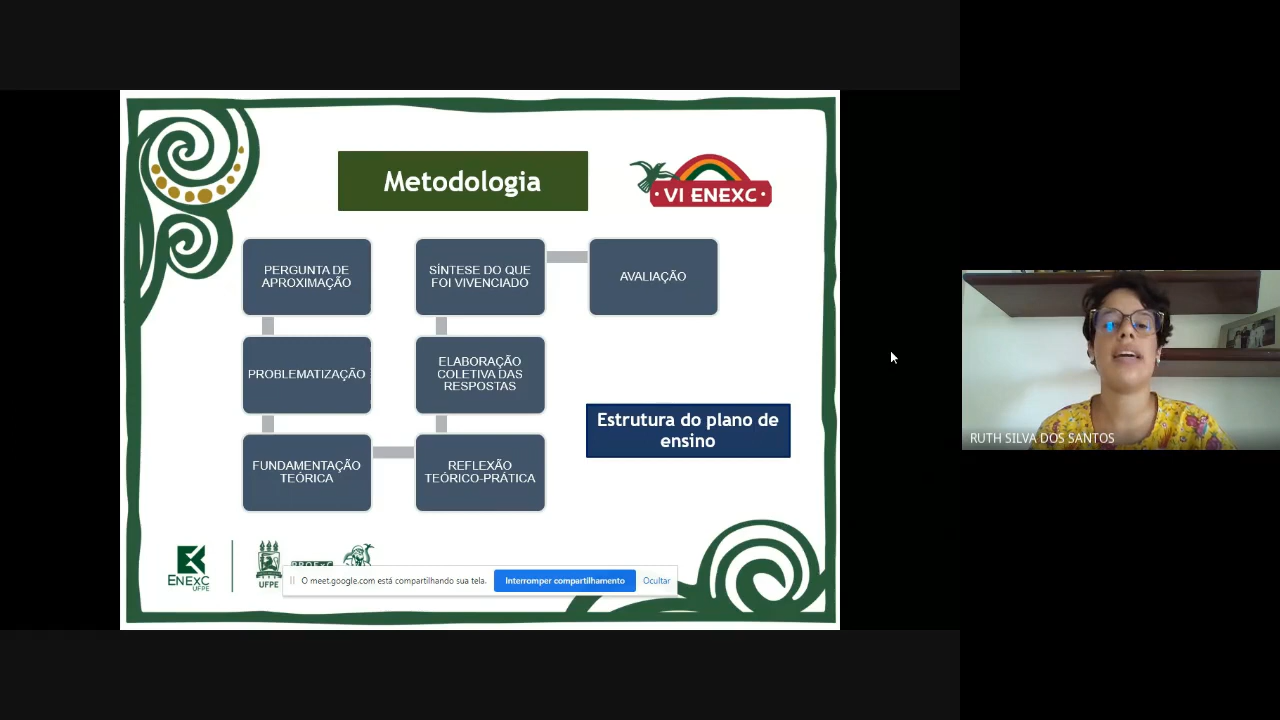 Metodologia
VI ENEXC
PERGUNTA DE
APROXIMAÇÃO
PROBLEMATIZAÇÃO
FUNDAMENTAÇÃO
TEÓRICA
REFLEXÃO
TEÓRICO-PRÁTICA
ELABORAÇÃO
COLETIVA DAS
RESPOSTAS
SÍNTESE DO QUE
FOI VIVENCIADO
AVALIAÇÃO
Estrutura do plano de
ensino
ENEXC
UFPE
UFPE
O meet.google.com está compartilhando sua tela.
Interromper compartilhamento
Ocultar
RUTH SILVA DOS SANTOS